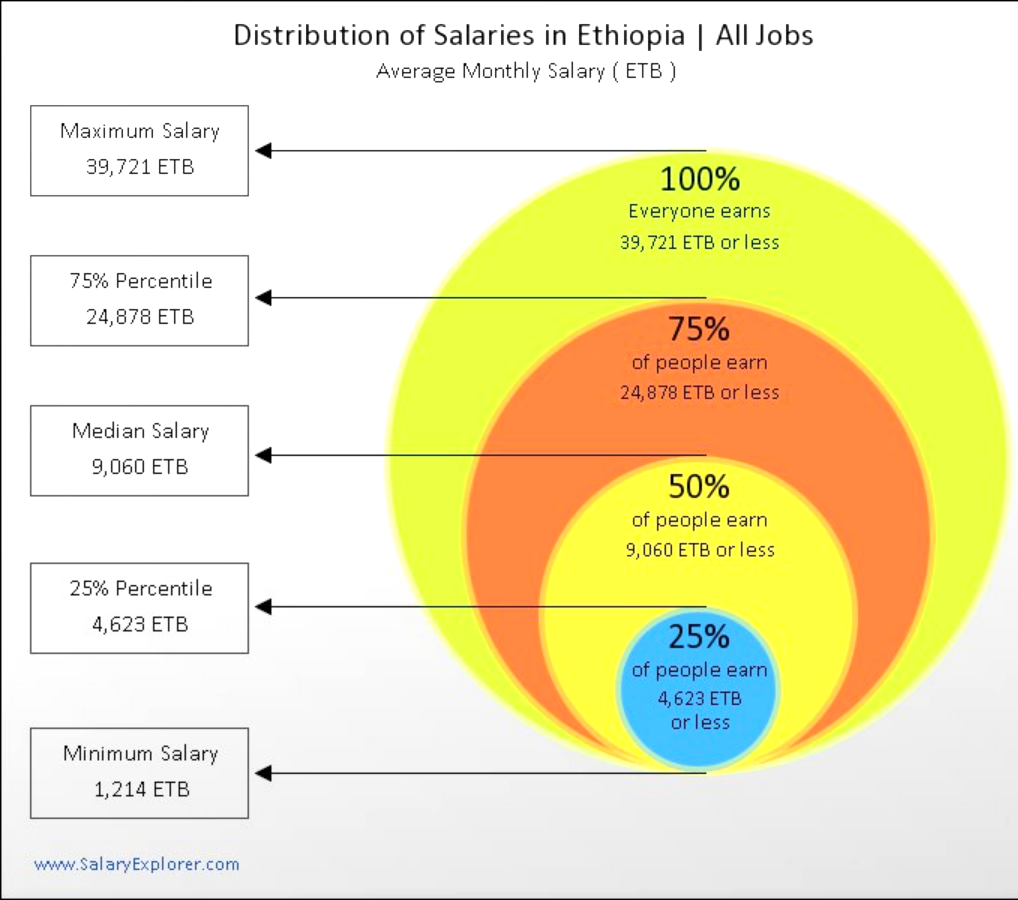 Distribution of Salaries in Ethiopia | All Jobs
Average Monthly Salary ( ETB )
Maximum Salary
39,721 ETB
100%
Everyone earns
39,721 ETB or less
75% Percentile
24,878 ETB
75%
of people earn
24,878 ETB or less
Median Salary
9,060 ETB
50%
of people earn
9,060 ETB or less
25% Percentile
4,623 ETB
25%
of people earn
4,623 ETB
or less
Minimum Salary
1,214 ETB
www.SalaryExplorer.com